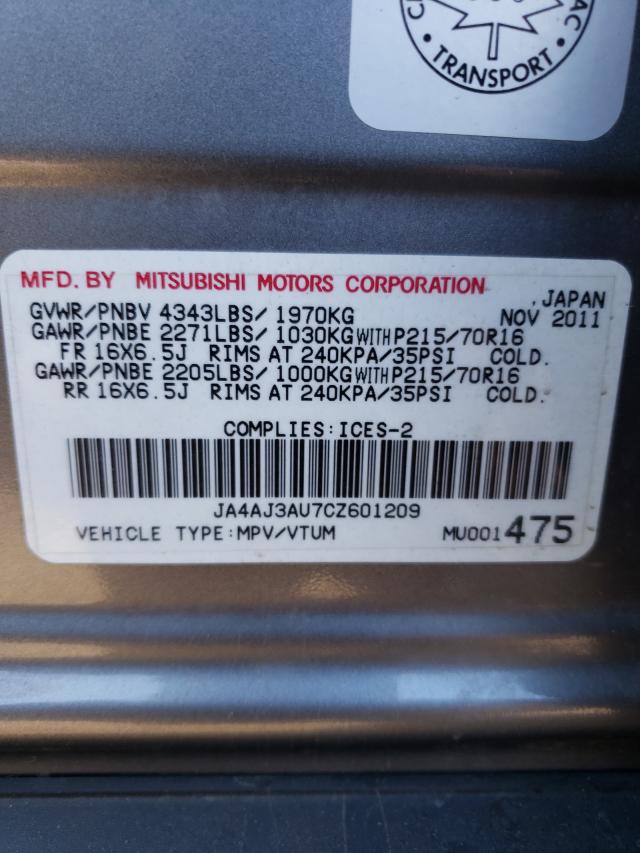 • TRANSPORT •
MFD. BY MITSUBISHI MOTORS CORPORATION
, JAPAN
GVWR/PNBV 4343LBS/ 1970KG NOV 2011
GAWR/PNBE 2271LBS/ 1030KG WITH P215/70R16
FR 16X6.5J RIMS AT 240KPA/35PSI COLD.
GAWR/PNBE 2205LBS/ 1000KG WITH P215/70R16
RR 16X6.5J RIMS AT 240KPA/35PSI COLD.
COMPLIES:ICES-2
JA4AJ3AU7CZ601209
VEHICLE TYPE:MPV/VTUM MU001475